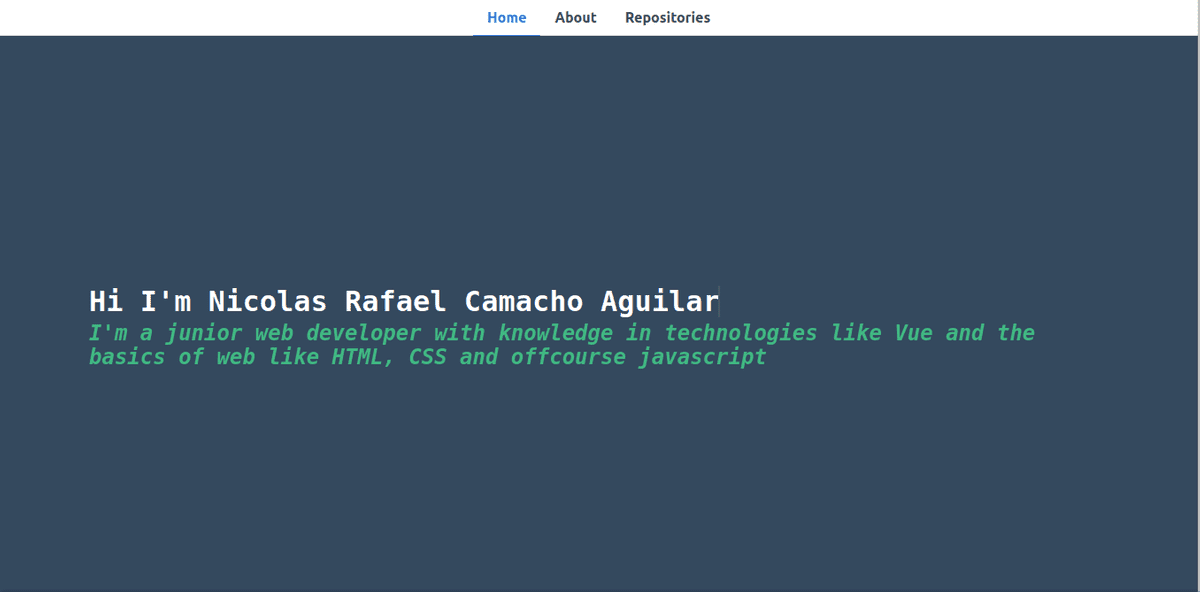 Home About Repositories
Hi I'm Nicolas Rafael Camacho Aguilar
I'm a junior web developer with knowledge in technologies like Vue and the
basics of web like HTML, CSS and offcourse javascript